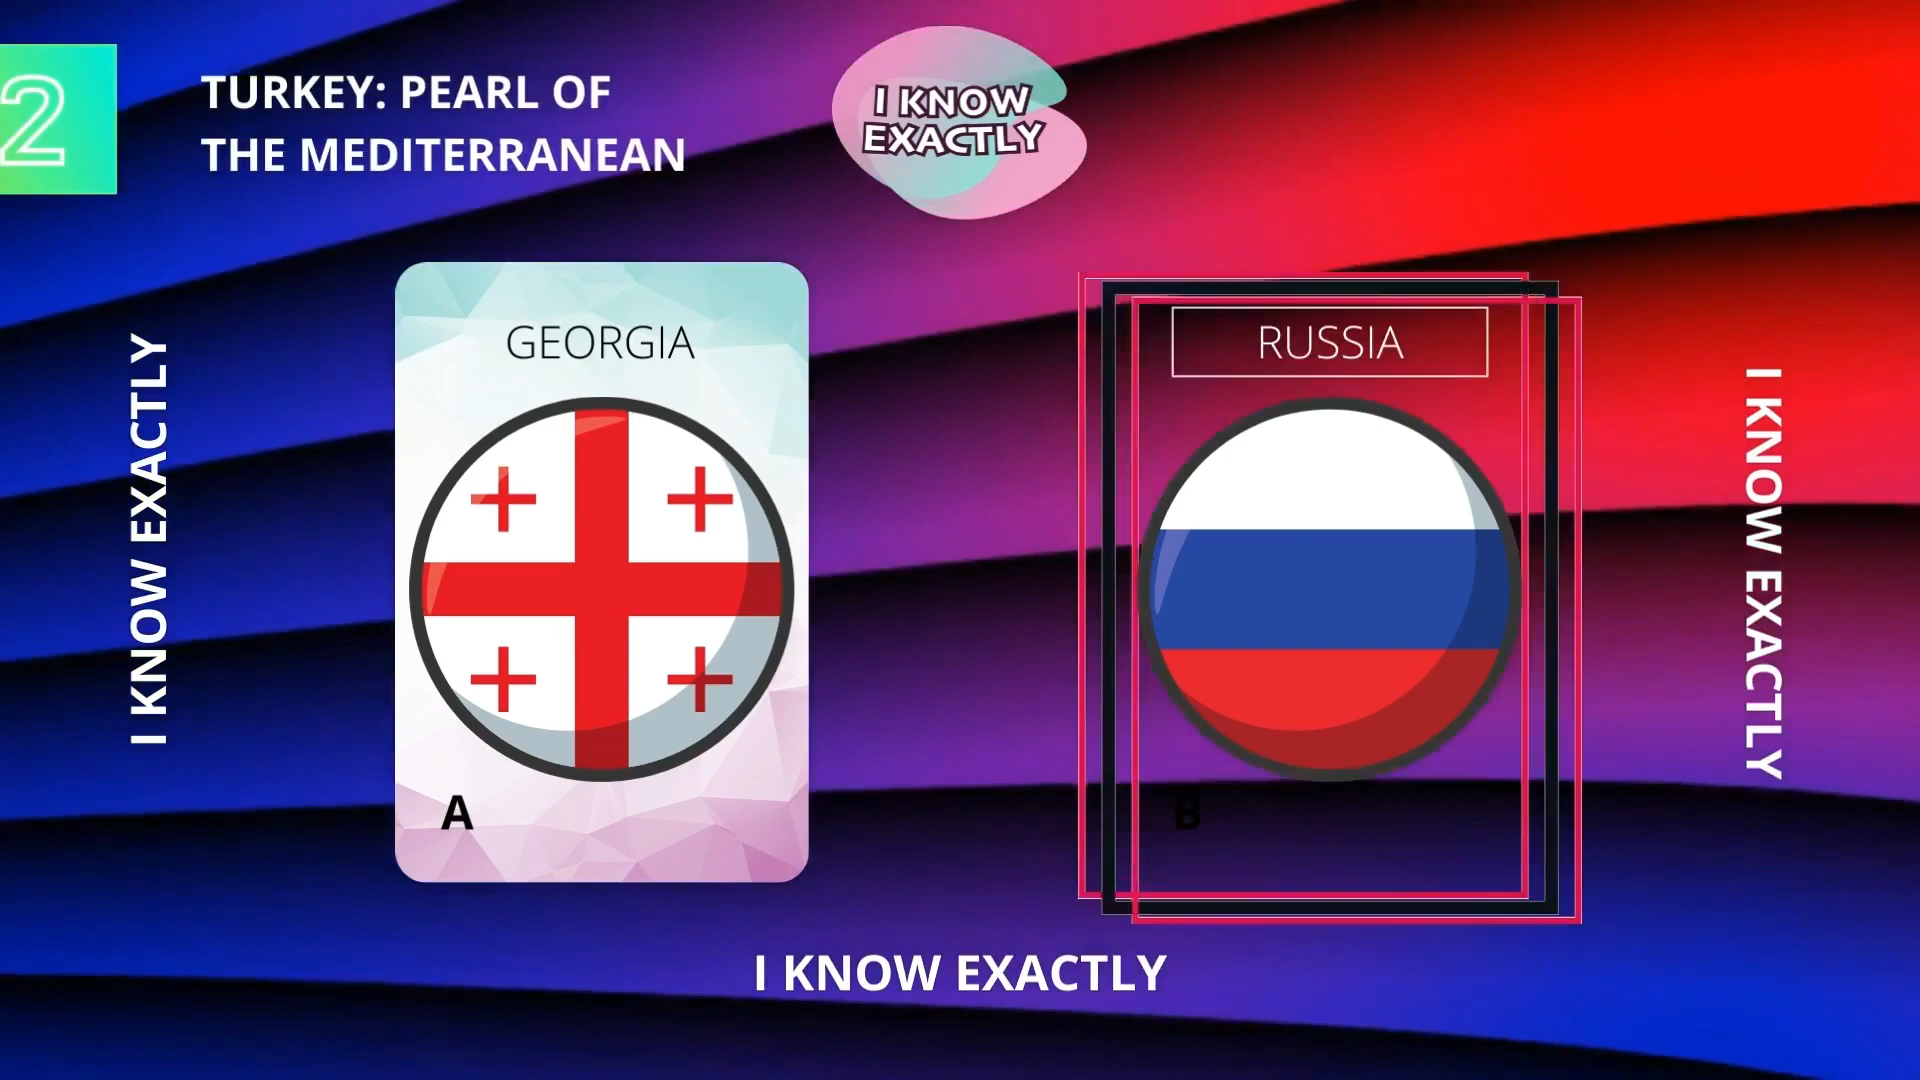 2
TURKEY: PEARL OF
THE MEDITERRANEAN
I KNOW
EXACTLY
GEORGIA
RUSSIA
I KNOW EXACTLY
I KNOW EXACTLY
A
B
I KNOW EXACTLY